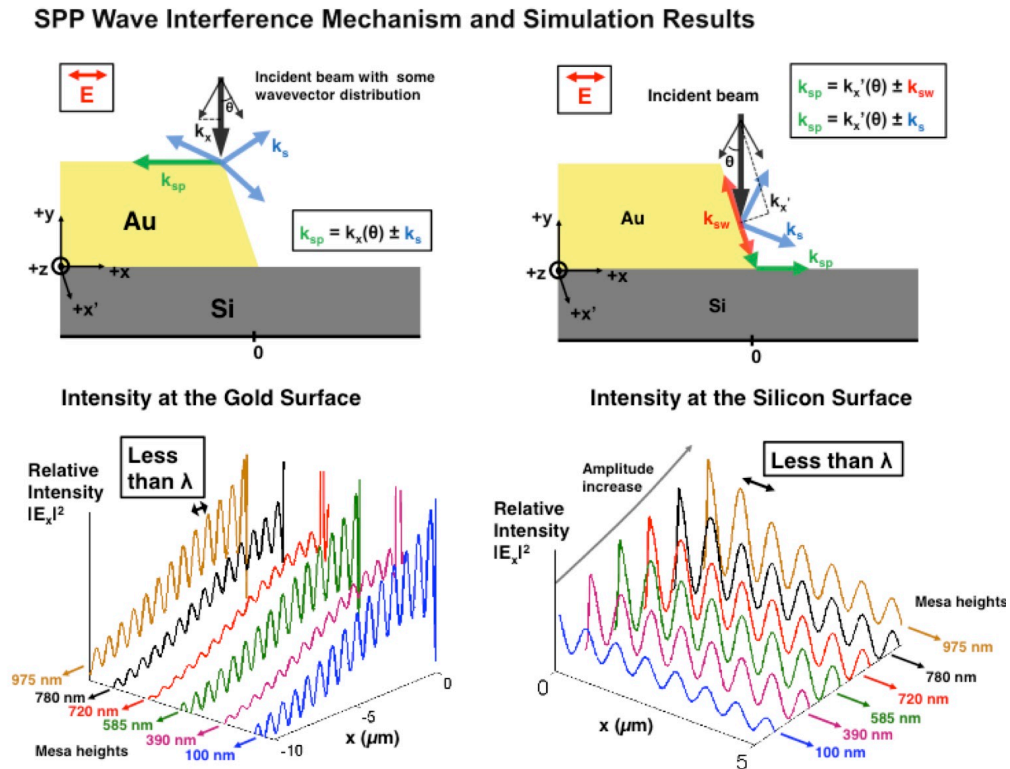 SPP Wave Interference Mechanism and Simulation Results
E
Incident beam with some
wavevector distribution
θ
kₓ
kₛ
kₛₚ
Au
kₛₚ = kₓ(θ) ± kₛ
+y
+z
+x
+x'
Si
0
E
Incident beam
kₛₚ = kₓ'(θ) ± k_sw
kₛₚ = kₓ'(θ) ± kₛ
θ
kₓ'
Au
k_sw
kₛ
kₛₚ
+y
+z
+x
+x'
Si
0
Intensity at the Gold Surface
Relative
Intensity
|Eₓ|²
Less
than λ
975 nm
780 nm
720 nm
585 nm
390 nm
100 nm
Mesa heights
-10
-5
0
x (µm)
Intensity at the Silicon Surface
Amplitude
increase
Less than λ
Relative
Intensity
|Eₓ|²
Mesa heights
975 nm
780 nm
720 nm
585 nm
390 nm
100 nm
0
x (µm)
5